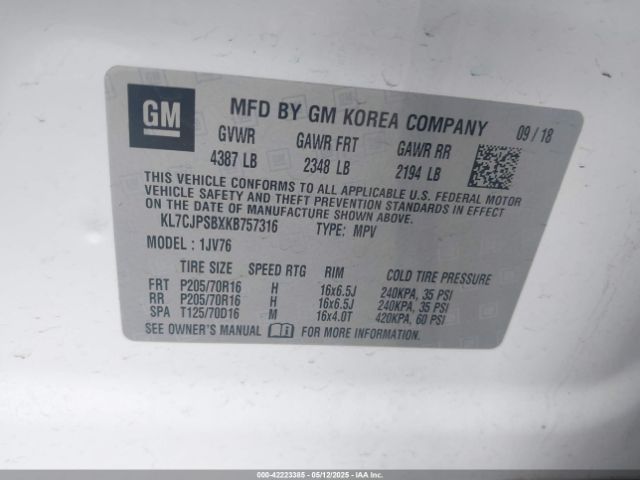 GM
MFD BY GM KOREA COMPANY 09/18
GVWR GAWR FRT GAWR RR
4387 LB 2348 LB 2194 LB
THIS VEHICLE CONFORMS TO ALL APPLICABLE U.S. FEDERAL MOTOR
VEHICLE SAFETY AND THEFT PREVENTION STANDARDS IN EFFECT
ON THE DATE OF MANUFACTURE SHOWN ABOVE.
KL7CJPSBXKB757316 TYPE: MPV
MODEL: 1JV76
TIRE SIZE SPEED RTG RIM COLD TIRE PRESSURE
FRT P205/70R16 H 16x6.5J 240KPA, 35 PSI
RR P205/70R16 H 16x6.5J 240KPA, 35 PSI
SPA T125/70D16 M 16x4.0T 420KPA, 60 PSI
SEE OWNER'S MANUAL FOR MORE INFORMATION.
000-42223385 - 05/12/2025 - IAAI.com